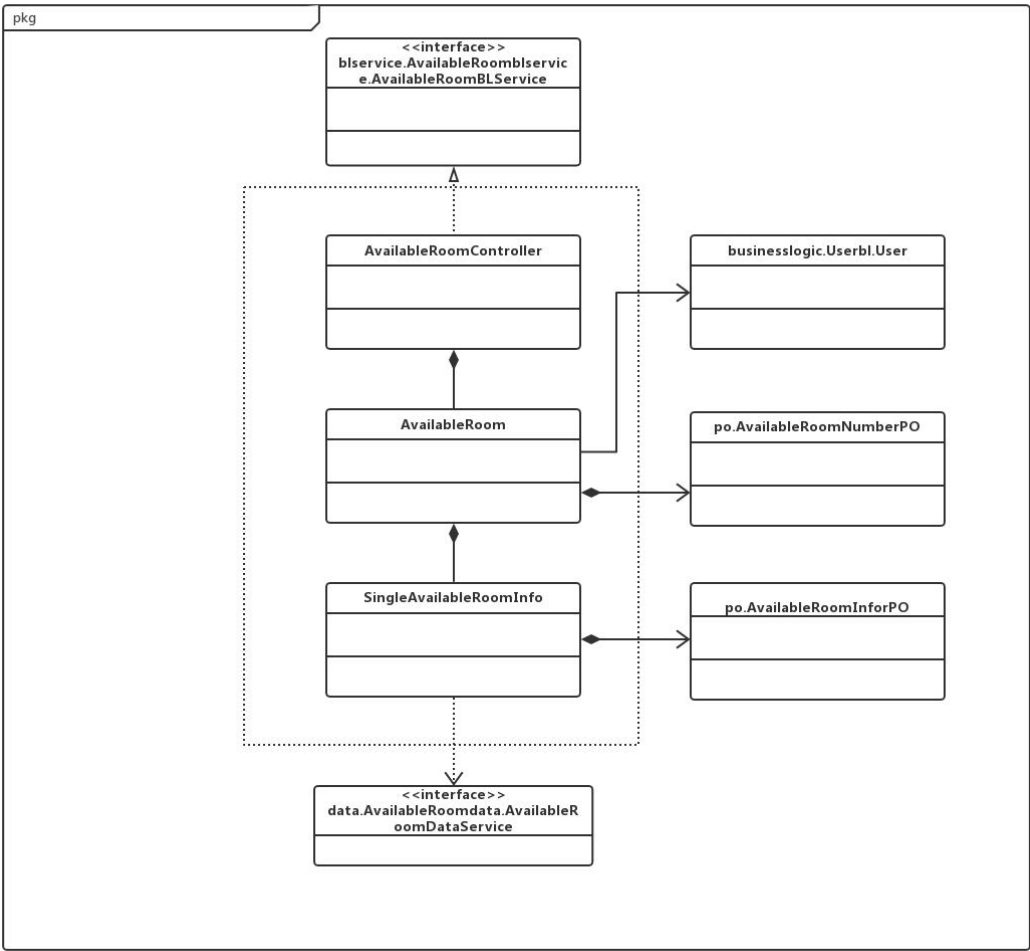 pkg
<<interface>>
blservice.AvailableRoomblservic
e.AvailableRoomBLService
AvailableRoomController
businesslogic.Userbl.User
AvailableRoom
po.AvailableRoomNumberPO
SingleAvailableRoomInfo
po.AvailableRoomInforPO
<<interface>>
data.AvailableRoomdata.AvailableR
oomDataService